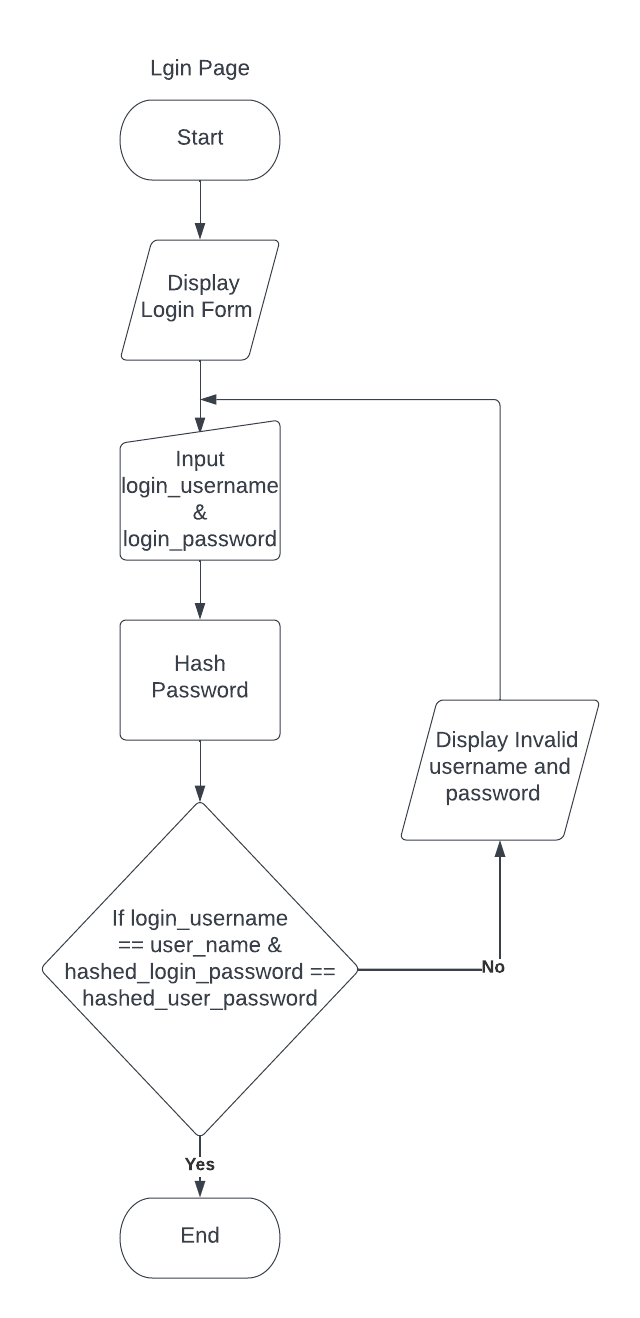 Lgin Page
Start
Display
Login Form
Input
login_username
&
login_password
Hash
Password
Display Invalid
username and
password
If login_username
== user_name &
hashed_login_password ==
hashed_user_password
No
Yes
End